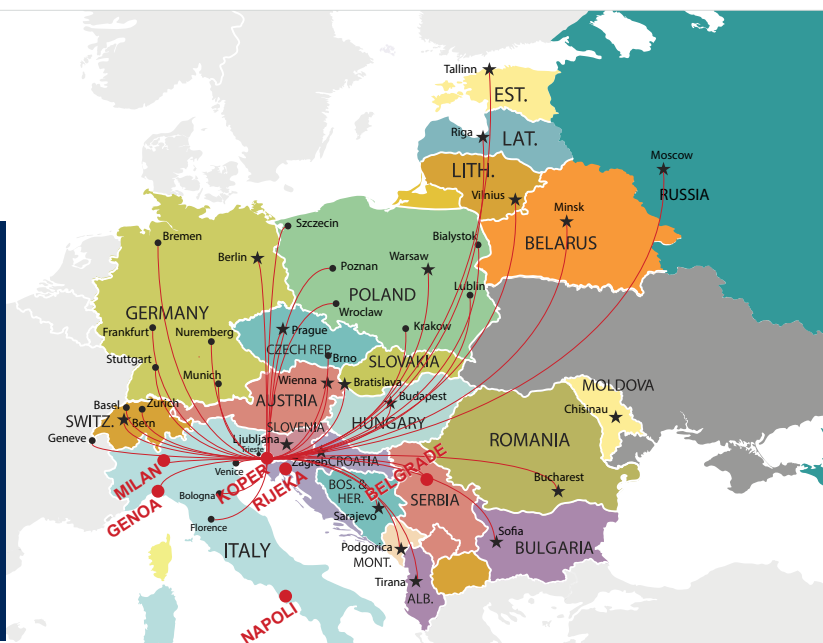 Tallinn
EST.
Riga
LAT.
Moscow
LITH.
RUSSIA
Vilnius
Minsk
Szczecin
Bremen
Bialystok
BELARUS
Berlin
Warsaw
Poznan
Lublin
POLAND
GERMANY
Wroclaw
Frankfurt
Nuremberg
Prague
Krakow
CZECH REP.
Brno
Stuttgart
SLOVAKIA
Munich
Wienna
Bratislava
MOLDOVA
AUSTRIA
Budapest
Basel
Zurich
Chisinau
SWITZ.
Bern
HUNGARY
SLOVENIA
Geneve
Ljubljana
ROMANIA
Trieste
Zagreb
CROATIA
Venice
MILAN
KOPER
RIJEKA
BELGRADE
Bucharest
GENOA
Bologna
BOS. &
HER.
SERBIA
Sarajevo
Florence
Sofia
ITALY
Podgorica
BULGARIA
MONT.
Tirana
ALB.
NAPOLI